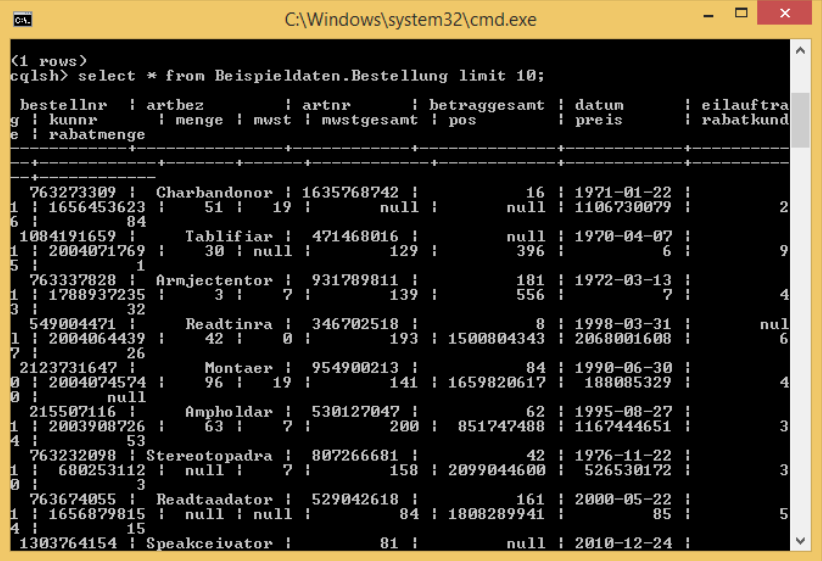 C:\Windows\system32\cmd.exe
(1 rows)
cqlsh> select * from Beispieldaten.Bestellung limit 10;
 bestellnr  | artbez         | artnr      | betraggesamt | datum      | eilauftra
g | kunnr      | menge | mwst | mwstgesamt | pos        | preis      | rabatkund
e | rabatmenge
------------+----------------+------------+--------------+------------+----------
--+------------+-------+------+------------+------------+------------+----------
--+------------
  763273309 |    Charbandonor | 1635768742 |           16 | 1971-01-22 |
1 | 1656453623 |    51 |   19 |       null |       null | 1106730079 |         2
6 |         84
 1084191659 |       Tablifiar |  471468016 |         null | 1970-04-07 |
1 | 2004071769 |    30 | null |        129 |        396 |          6 |         9
5 |          1
  763337828 |    Armjectentor |  931789811 |          181 | 1972-03-13 |
1 | 1788937235 |     3 |    7 |        139 |        556 |          7 |         4
3 |         32
  549004471 |       Readtinra |  346702518 |            8 | 1998-03-31 |       nul
l | 2004064439 |    42 |    0 |        193 | 1500804343 | 2068001608 |         6
7 |         26
 2123731647 |         Montaer |  954900213 |           84 | 1990-06-30 |
0 | 2004074574 |    96 |   19 |        141 | 1659820617 |  188085329 |         4
0 |       null
  215507116 |       Ampholdar |  530127047 |           62 | 1995-08-27 |
1 | 2003908726 |    63 |    7 |        200 |  851747488 | 1167444651 |         3
4 |         53
  763232098 | Stereotopadra |  807266681 |           42 | 1976-11-22 |
1 |  680253112 |  null |    7 |        158 | 2099044600 |  526530172 |         3
0 |          3
  763674055 |    Readtaadator |  529042618 |          161 | 2000-05-22 |
1 | 1656879815 |  null | null |         84 | 1808289941 |         85 |         5
4 |         15
 1303764154 | Speakceivator |         81 |         null | 2010-12-24 |